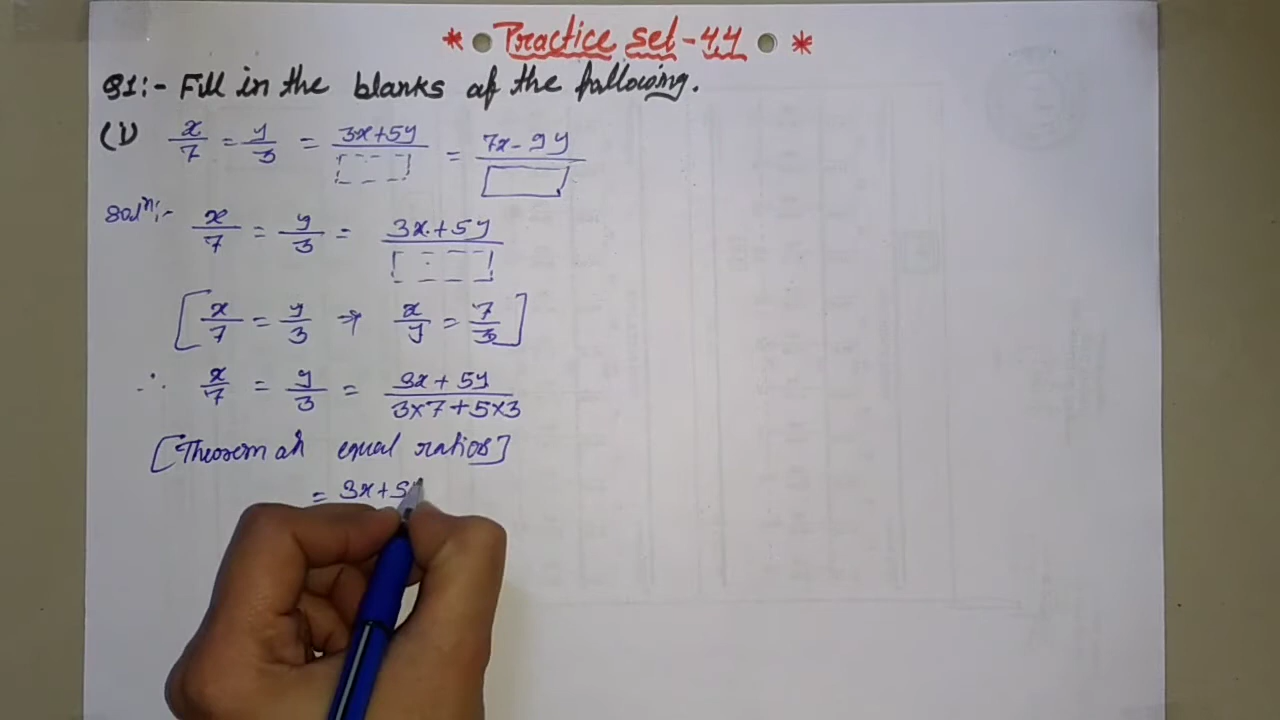 * Practice set - 4.4 *
Q1:- Fill in the blanks of the following.
(1) x/7 = y/3 = 3x+5y/[ ] = 7x-9y/[ ]
Solⁿ:- x/7 = y/3 = 3x+5y/[ ]
[x/7 = y/3 → x/y = 7/3]
∴ x/7 = y/3 = 3x+5y/3×7+5×3
[Theorem of equal ratios]
= 3x+5